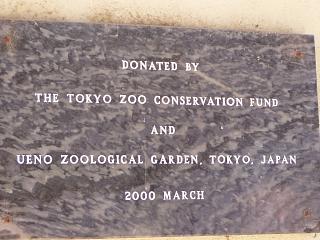 DONATED BY
THE TOKYO ZOO CONSERVATION FUND
AND
UENO ZOOLOGICAL GARDEN, TOKYO, JAPAN
2000 MARCH